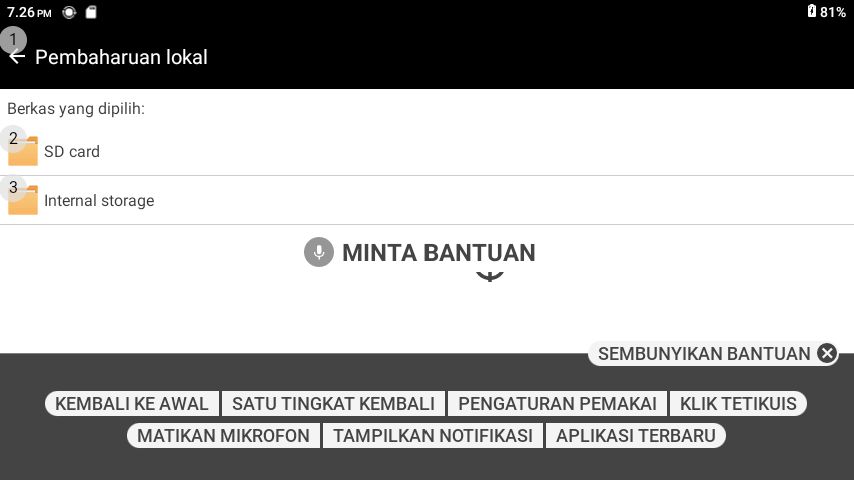 7.26 PM 81%
1
Pembaharuan lokal
Berkas yang dipilih:
2
SD card
3
Internal storage
MINTA BANTUAN
SEMBUNYIKAN BANTUAN
KEMBALI KE AWAL SATU TINGKAT KEMBALI PENGATURAN PEMAKAI KLIK TETIKUIS
MATIKAN MIKROFON TAMPILKAN NOTIFIKASI APLIKASI TERBARU